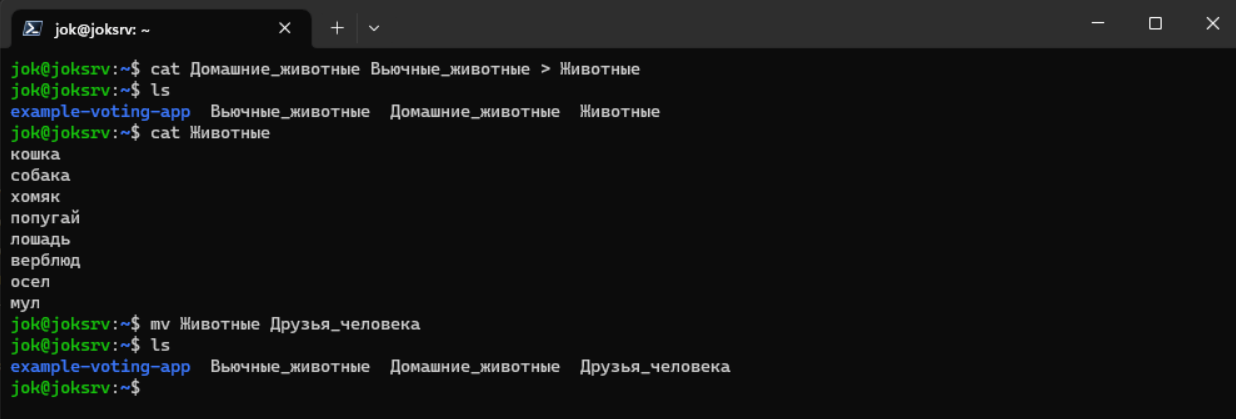 jok@joksrv: ~
jok@joksrv:~$ cat Домашние_животные Вьючные_животные > Животные
jok@joksrv:~$ ls
example-voting-app  Вьючные_животные  Домашние_животные  Животные
jok@joksrv:~$ cat Животные
кошка
собака
хомяк
попугай
лошадь
верблюд
осел
мул
jok@joksrv:~$ mv Животные Друзья_человека
jok@joksrv:~$ ls
example-voting-app  Вьючные_животные  Домашние_животные  Друзья_человека
jok@joksrv:~$